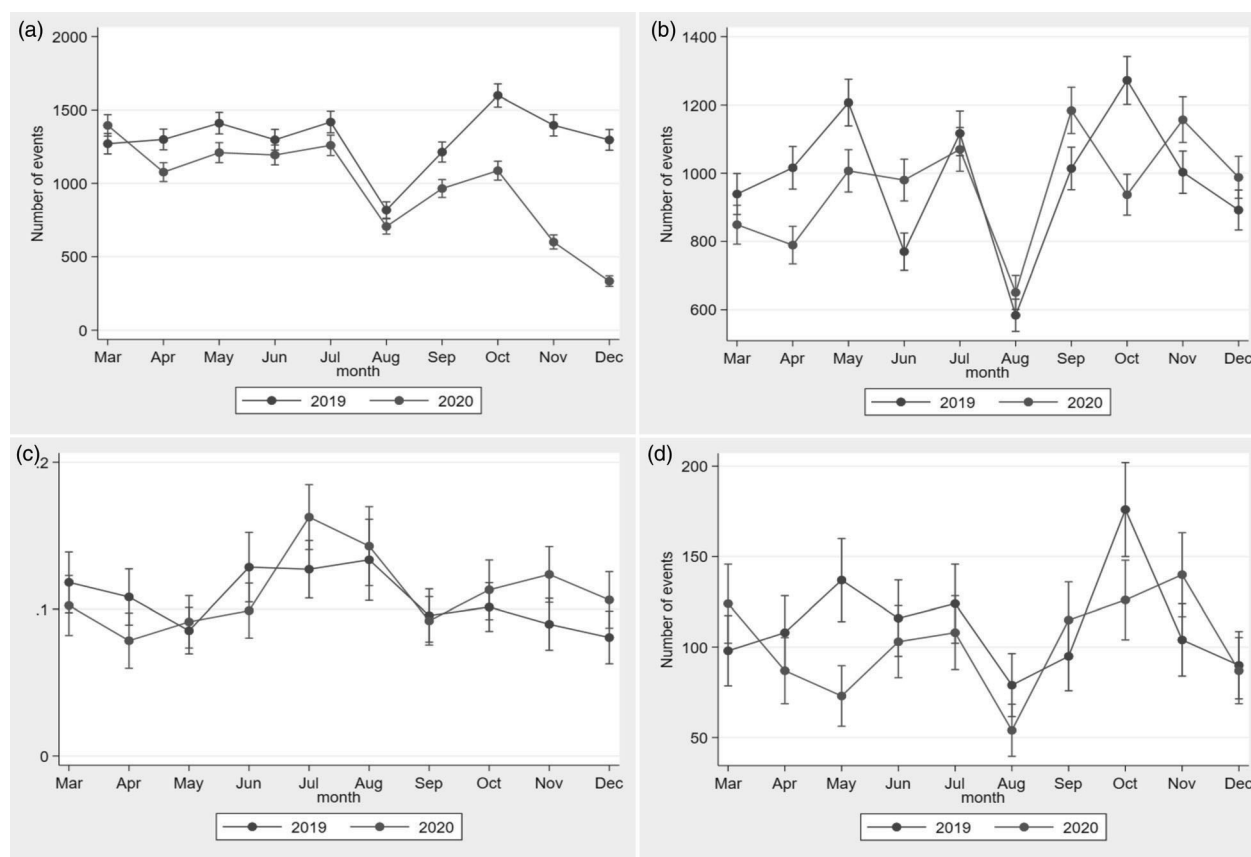 (a)
2000
1500
1000
500
0
Number of events
Mar Apr May Jun Jul Aug Sep Oct Nov Dec
month
2019 2020
(b)
1400
1200
1000
800
600
Number of events
Mar Apr May Jun Jul Aug Sep Oct Nov Dec
month
2019 2020
(c)
.2
.1
0
Mar Apr May Jun Jul Aug Sep Oct Nov Dec
month
2019 2020
(d)
200
150
100
50
Number of events
Mar Apr May Jun Jul Aug Sep Oct Nov Dec
month
2019 2020